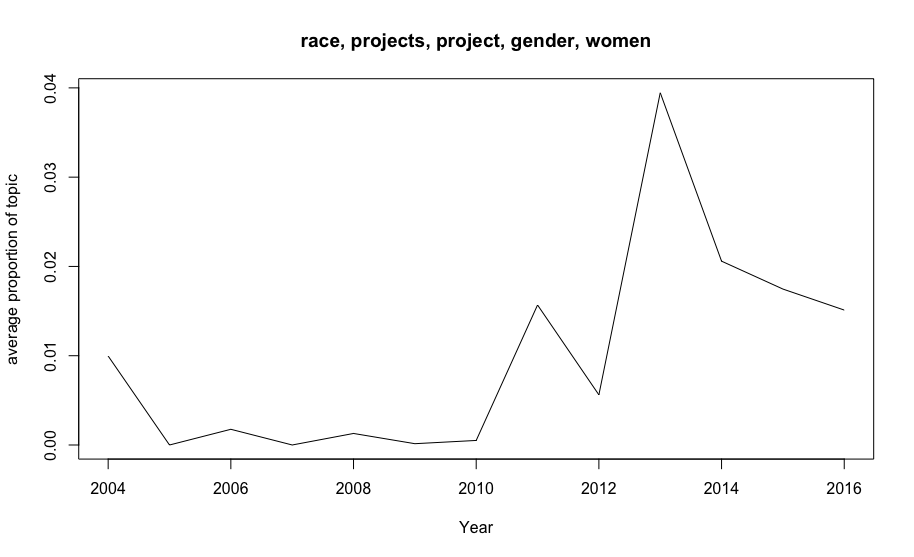 race, projects, project, gender, women
average proportion of topic
0.04
0.03
0.02
0.01
0.00
2004 2006 2008 2010 2012 2014 2016
Year